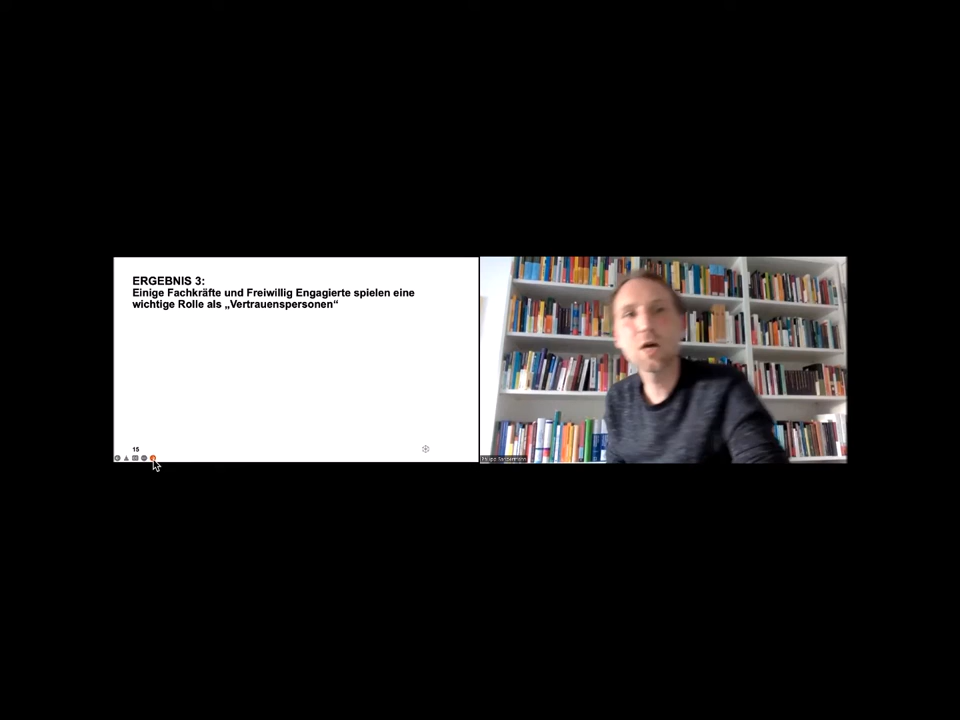 ERGEBNIS 3:
Einige Fachkräfte und Freiwillig Engagierte spielen eine
wichtige Rolle als „Vertrauenspersonen“
15